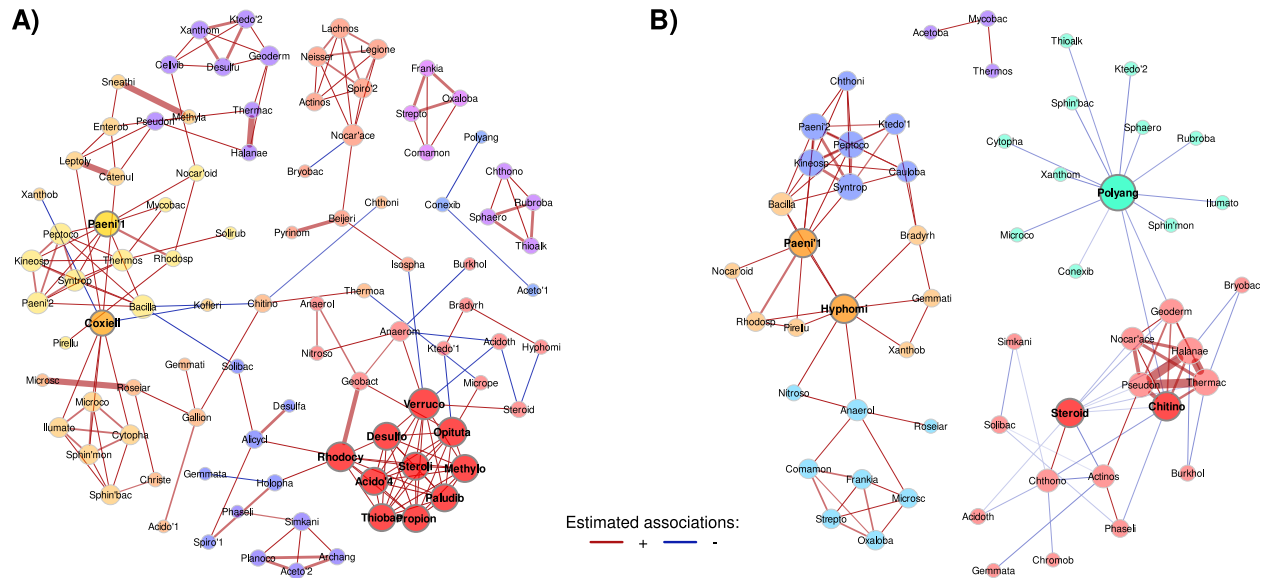 A)
B)
Ktedo'2
Xanthom
Geoderm
Celvib
Desulfu
Sneathi
Methyla
Thermac
Enterob
Pseudon
Halanae
Leptoly
Catenul
Nocar'oid
Xanthob
Mycobac
Paeni'1
Peptoco
Solirub
Kineosp
Thermos
Rhodosp
Syntrop
Paeni'2
Bacilla
Kofleri
Chitino
Coxiell
Pirellu
Lachnos
Legione
Neisser
Spiro'2
Actinos
Nocar'ace
Bryobac
Frankia
Oxaloba
Strepto
Comamon
Polyang
Chthono
Conexib
Rubroba
Sphaero
Thioalk
Chthoni
Beijeri
Pyrinom
Isospha
Burkhol
Aceto'1
Thermoa
Anaerol
Bradyrh
Anaerom
Nitroso
Ktedo'1
Acidoth
Hyphomi
Geobact
Microsc
Roseiar
Gemmati
Solibac
Microco
Gallion
Desulfa
Ilumato
Cytopha
Alicycl
Sphin'mon
Christe
Sphin'bac
Acido'1
Gemmata
Holopha
Phaseli
Spiro'1
Simkani
Planoco
Archang
Aceto'2
Micrope
Steroid
Verruco
Desulfo
Opituta
Rhodocy
Steroli
Methylo
Acido'4
Paludib
Thiobac
Propion
Mycobac
Acetoba
Thermos
Thioalk
Ktedo'2
Sphin'bac
Sphaero
Cytopha
Rubroba
Xanthom
Polyang
Ilumato
Microco
Sphin'mon
Conexib
Chthoni
Paeni'2
Ktedo'1
Peptoco
Kineosp
Cauloba
Syntrop
Bacilla
Paeni'1
Bradyrh
Nocar'oid
Hyphomi
Gemmati
Rhodosp
Pirellu
Xanthob
Nitroso
Anaerol
Roseiar
Comamon
Frankia
Microsc
Strepto
Oxaloba
Bryobac
Geoderm
Simkani
Nocar'ace
Halanae
Pseudon
Thermac
Steroid
Chitino
Solibac
Chthono
Actinos
Burkhol
Acidoth
Phaseli
Chromob
Gemmata
Estimated associations:
+ -